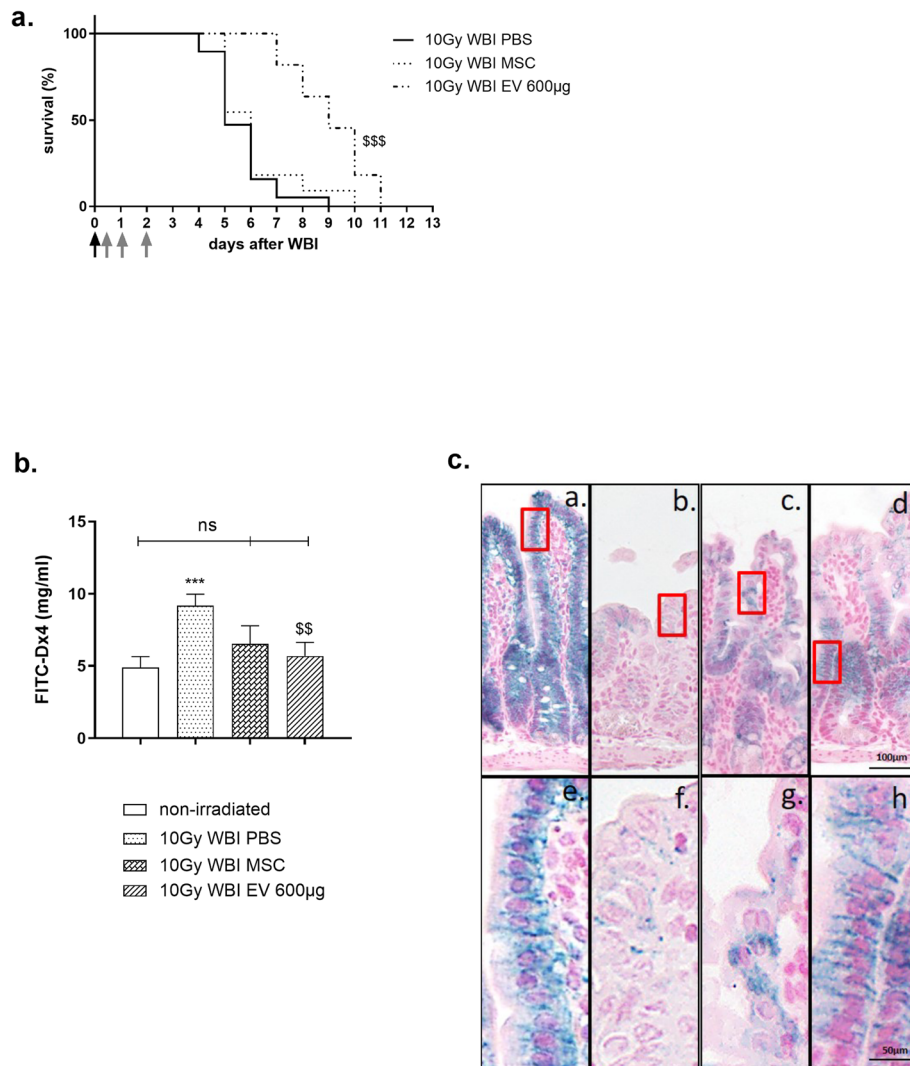 a.
survival (%)
100
50
0
10Gy WBI PBS
10Gy WBI MSC
10Gy WBI EV 600µg
$$$
0 1 2 3 4 5 6 7 8 9 10 11 12 13
days after WBI
b.
FITC-Dx4 (mg/ml)
15
10
5
0
ns
***
$$
non-irradiated
10Gy WBI PBS
10Gy WBI MSC
10Gy WBI EV 600µg
c.
a. b. c. d.
100µm
e. f. g. h.
50µm